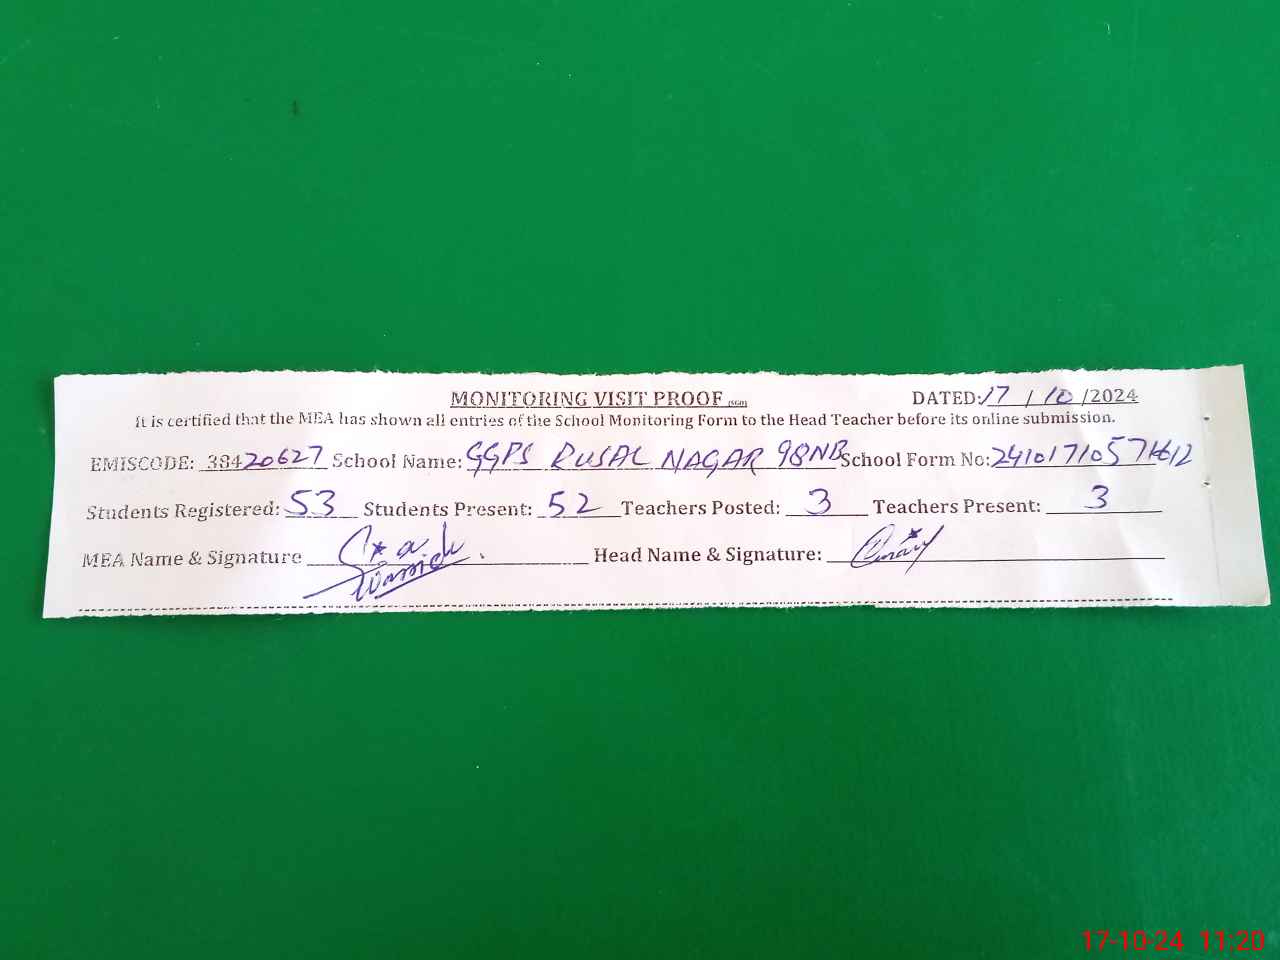 MONITORING VISIT PROOF (SGD)
DATED: 17 / 10 /2024
It is certified that the MEA has shown all entries of the School Monitoring Form to the Head Teacher before its online submission.
EMISCODE: 38420627 School Name: GGPS RUSAL NAGAR 98NB School Form No:
Students Registered: 53 Students Present: 52 Teachers Posted: 3 Teachers Present: 3
MEA Name & Signature Head Name & Signature:
17-10-24 11:20